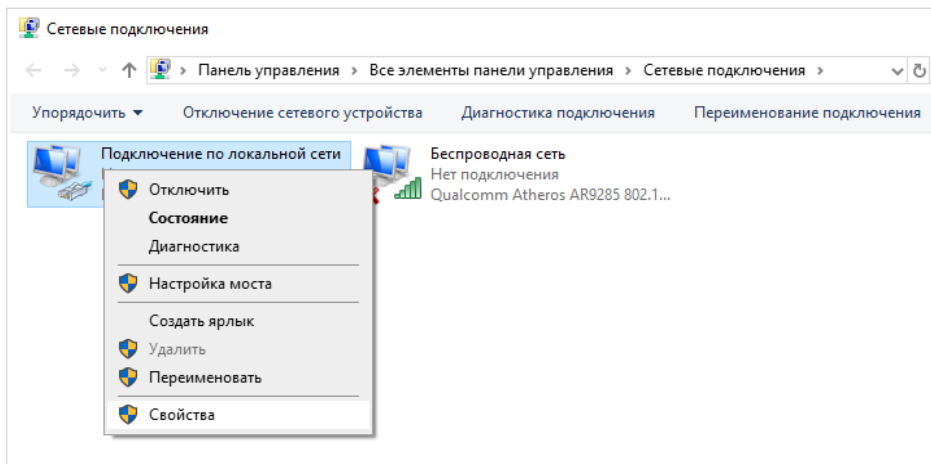 Сетевые подключения
Панель управления > Все элементы панели управления > Сетевые подключения >
Упорядочить Отключение сетевого устройства Диагностика подключения Переименование подключения
Подключение по локальной сети
Беспроводная сеть
Нет подключения
Qualcomm Atheros AR9285 802.1...
Отключить
Состояние
Диагностика
Настройка моста
Создать ярлык
Удалить
Переименовать
Свойства